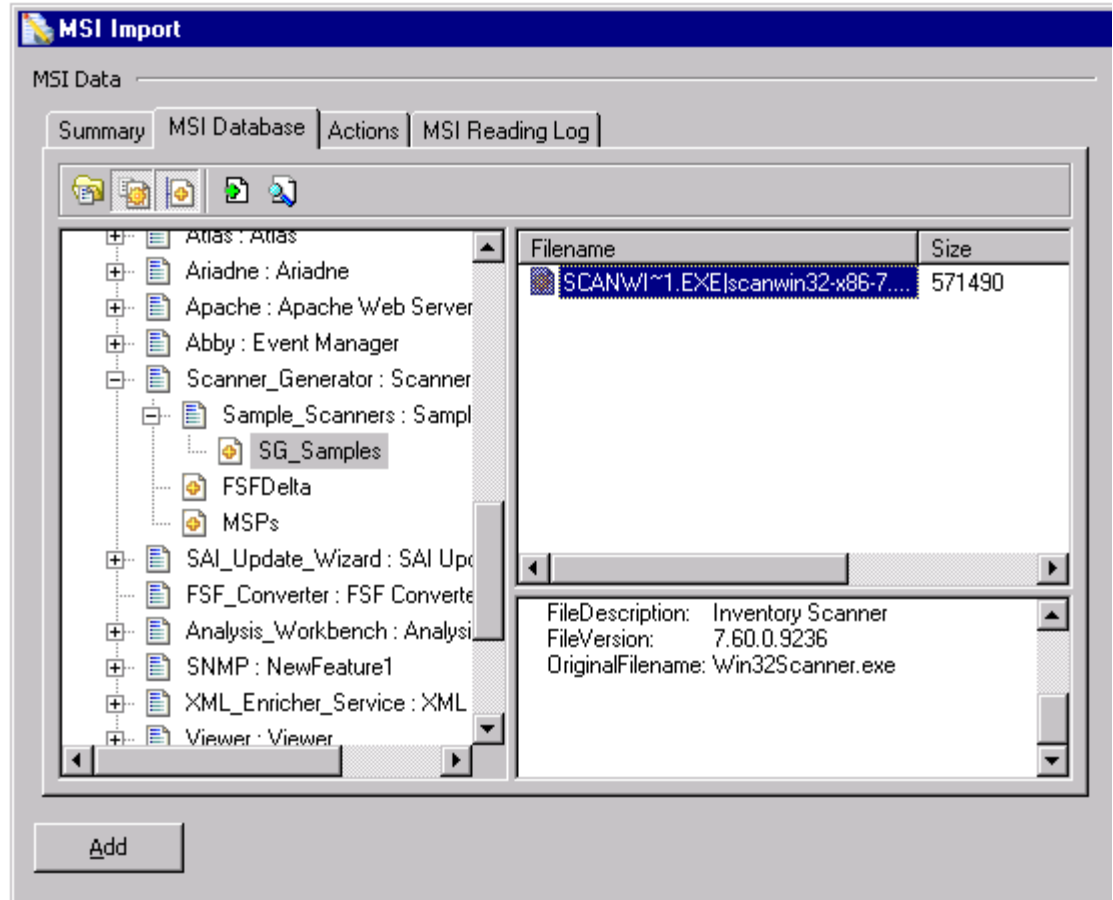 MSI Import
MSI Data
Summary MSI Database Actions MSI Reading Log
Filename Size
SCANWI~1.EXE|scanwin32-x86-7.... 571490
Atlas : Atlas
Ariadne : Ariadne
Apache : Apache Web Server
Abby : Event Manager
Scanner_Generator : Scanner
Sample_Scanners : Sampl
SG_Samples
FSFDelta
MSPs
SAI_Update_Wizard : SAI Upd
FSF_Converter : FSF Converte
Analysis_Workbench : Analysi
SNMP : NewFeature1
XML_Enricher_Service : XML
Viewer : Viewer
FileDescription: Inventory Scanner
FileVersion: 7.60.0.9236
OriginalFilename: Win32Scanner.exe
Add